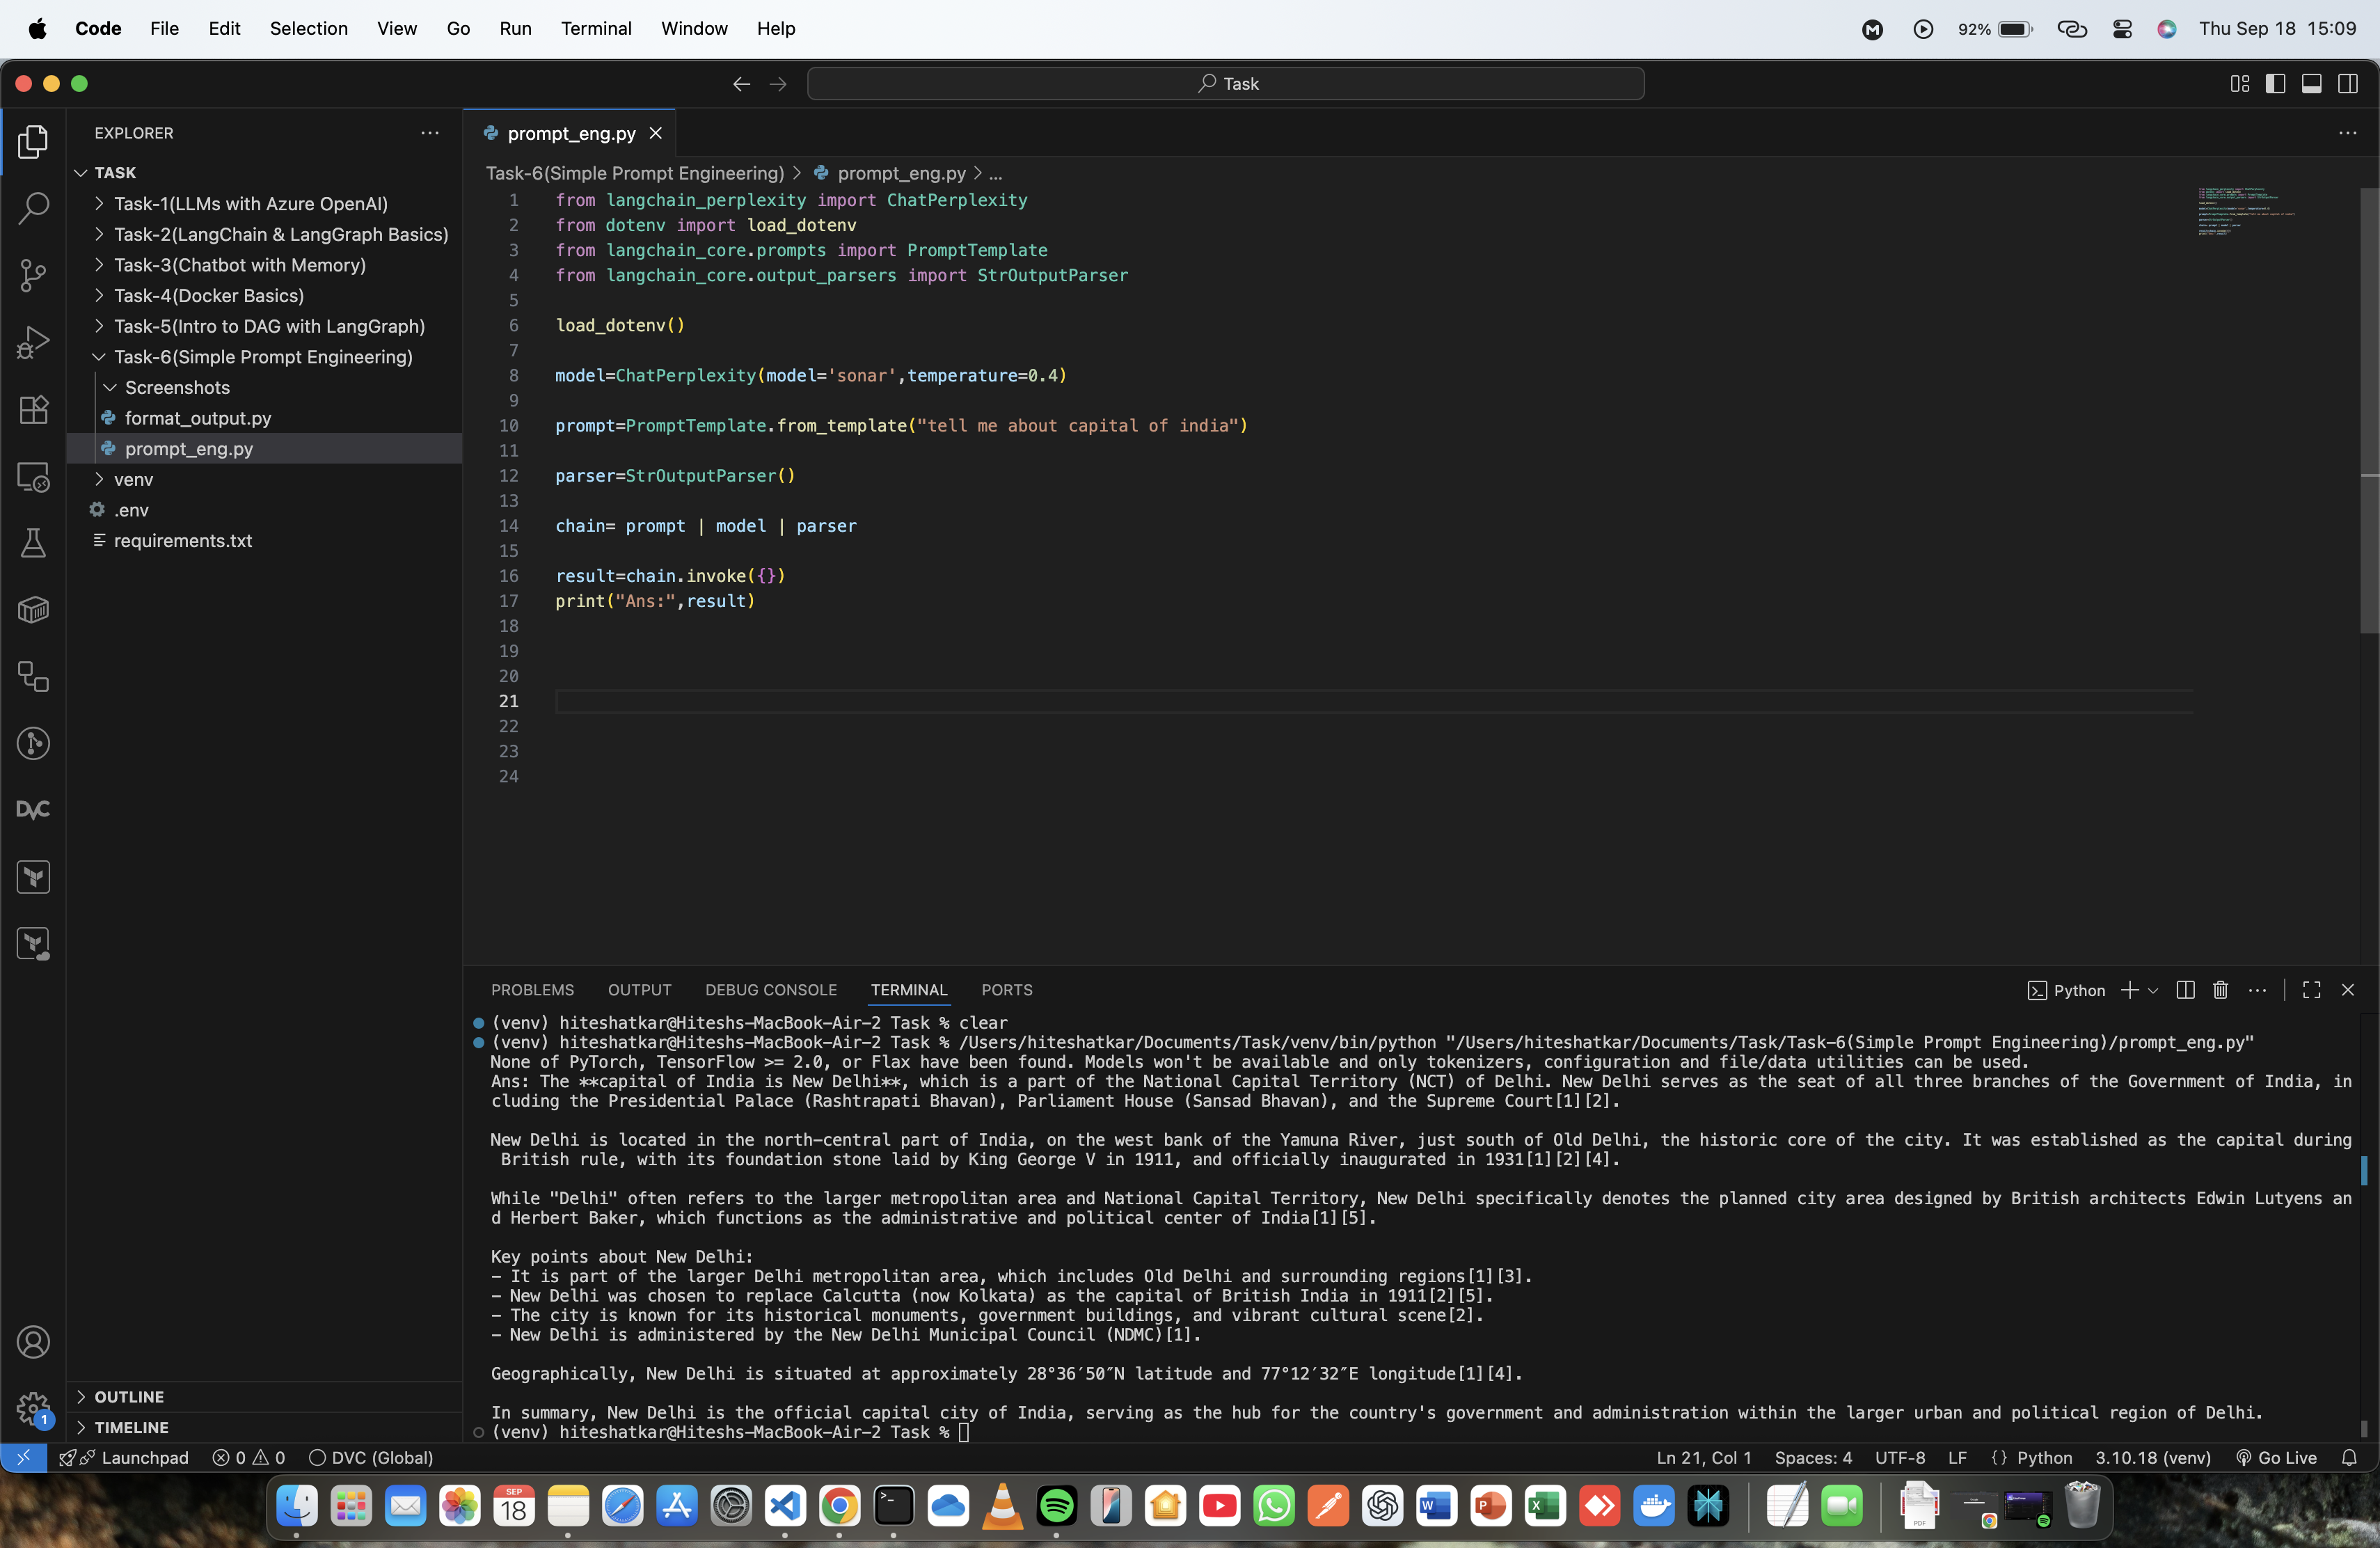 Code File Edit Selection View Go Run Terminal Window Help 92% Thu Sep 18 15:09
Task
EXPLORER
TASK
Task-1(LLMs with Azure OpenAI)
Task-2(LangChain & LangGraph Basics)
Task-3(Chatbot with Memory)
Task-4(Docker Basics)
Task-5(Intro to DAG with LangGraph)
Task-6(Simple Prompt Engineering)
Screenshots
format_output.py
prompt_eng.py
venv
.env
requirements.txt
OUTLINE
TIMELINE
DVC
1
prompt_eng.py
Task-6(Simple Prompt Engineering) > prompt_eng.py > ...
1 from langchain_perplexity import ChatPerplexity
2 from dotenv import load_dotenv
3 from langchain_core.prompts import PromptTemplate
4 from langchain_core.output_parsers import StrOutputParser
5
6 load_dotenv()
7
8 model=ChatPerplexity(model='sonar',temperature=0.4)
9
10 prompt=PromptTemplate.from_template("tell me about capital of india")
11
12 parser=StrOutputParser()
13
14 chain= prompt | model | parser
15
16 result=chain.invoke({})
17 print("Ans:",result)
18
19
20
21
22
23
24
PROBLEMS OUTPUT DEBUG CONSOLE TERMINAL PORTS Python
(venv) hiteshatkar@Hiteshs-MacBook-Air-2 Task % clear
(venv) hiteshatkar@Hiteshs-MacBook-Air-2 Task % /Users/hiteshatkar/Documents/Task/venv/bin/python "/Users/hiteshatkar/Documents/Task/Task-6(Simple Prompt Engineering)/prompt_eng.py"
None of PyTorch, TensorFlow >= 2.0, or Flax have been found. Models won't be available and only tokenizers, configuration and file/data utilities can be used.
Ans: The **capital of India is New Delhi**, which is a part of the National Capital Territory (NCT) of Delhi. New Delhi serves as the seat of all three branches of the Government of India, in
cluding the Presidential Palace (Rashtrapati Bhavan), Parliament House (Sansad Bhavan), and the Supreme Court[1][2].
New Delhi is located in the north-central part of India, on the west bank of the Yamuna River, just south of Old Delhi, the historic core of the city. It was established as the capital during
British rule, with its foundation stone laid by King George V in 1911, and officially inaugurated in 1931[1][2][4].
While "Delhi" often refers to the larger metropolitan area and National Capital Territory, New Delhi specifically denotes the planned city area designed by British architects Edwin Lutyens an
d Herbert Baker, which functions as the administrative and political center of India[1][5].
Key points about New Delhi:
- It is part of the larger Delhi metropolitan area, which includes Old Delhi and surrounding regions[1][3].
- New Delhi was chosen to replace Calcutta (now Kolkata) as the capital of British India in 1911[2][5].
- The city is known for its historical monuments, government buildings, and vibrant cultural scene[2].
- New Delhi is administered by the New Delhi Municipal Council (NDMC)[1].
Geographically, New Delhi is situated at approximately 28°36′50″N latitude and 77°12′32″E longitude[1][4].
In summary, New Delhi is the official capital city of India, serving as the hub for the country's government and administration within the larger urban and political region of Delhi.
(venv) hiteshatkar@Hiteshs-MacBook-Air-2 Task %
Launchpad 0 0 DVC (Global) Ln 21, Col 1 Spaces: 4 UTF-8 LF {} Python 3.10.18 (venv) Go Live
SEP
18
W P X
PDF